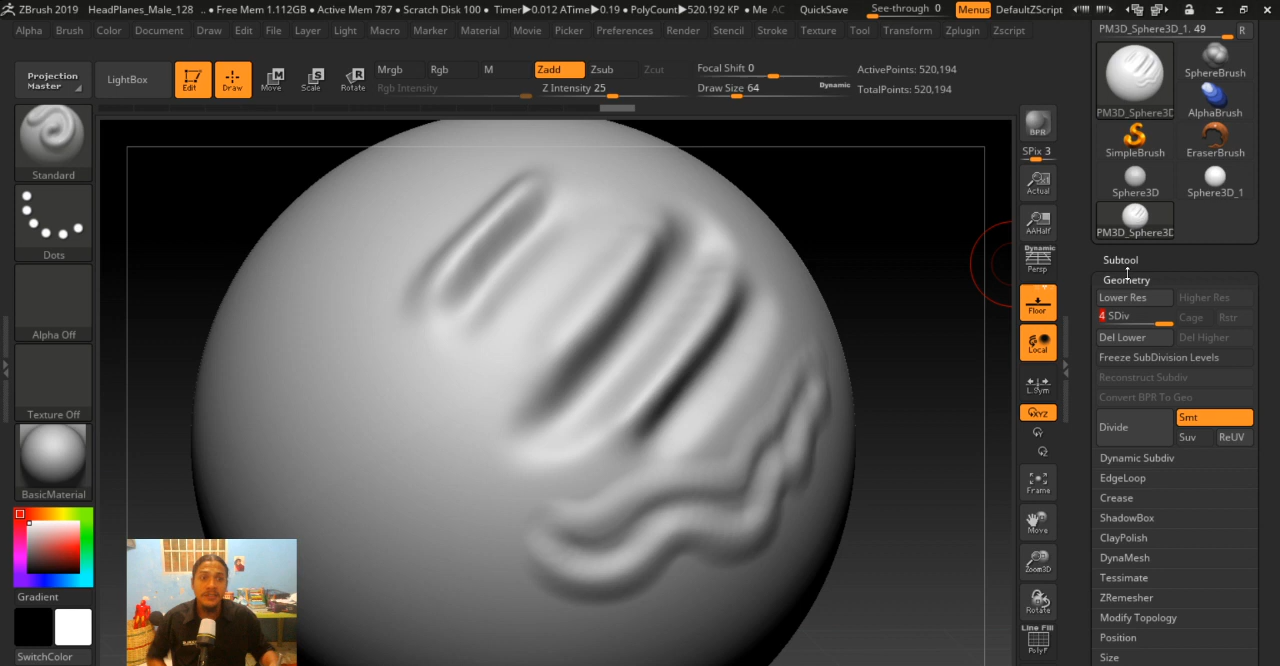 ZBrush 2019 HeadPlanes_Male_128 .. • Free Mem 1.112GB • Active Mem 787 • Scratch Disk 100 • Timer▶0.012 ATime▶0.19 • PolyCount▶520.192 KP • Me AC QuickSave See-through 0 Menus DefaultZScript
Alpha Brush Color Document Draw Edit File Layer Light Macro Marker Material Movie Picker Preferences Render Stencil Stroke Texture Tool Transform Zplugin Zscript
PM3D_Sphere3D_1. 49 R
Projection Master
LightBox
Edit
Draw
Move
Scale
Rotate
Mrgb Rgb M
Rgb Intensity
Zadd Zsub Zcut
Z Intensity 25
Focal Shift 0
Draw Size 64 Dynamic
ActivePoints: 520,194
TotalPoints: 520,194
Standard
Dots
Alpha Off
Texture Off
BasicMaterial
Gradient
SwitchColor
BPR
SPix 3
Actual
AAHalf
Dynamic
Persp
Floor
Local
L.Sym
XYZ
Y
Z
Frame
Move
Zoom3D
Rotate
Line Fill
PolyF
PM3D_Sphere3D
SphereBrush
AlphaBrush
SimpleBrush
EraserBrush
Sphere3D
Sphere3D_1
PM3D_Sphere3D
Subtool
Geometry
Lower Res Higher Res
4 SDiv Cage Rstr
Del Lower Del Higher
Freeze SubDivision Levels
Reconstruct Subdiv
Convert BPR To Geo
Divide Smt
Suv ReUV
Dynamic Subdiv
EdgeLoop
Crease
ShadowBox
ClayPolish
DynaMesh
Tessimate
ZRemesher
Modify Topology
Position
Size